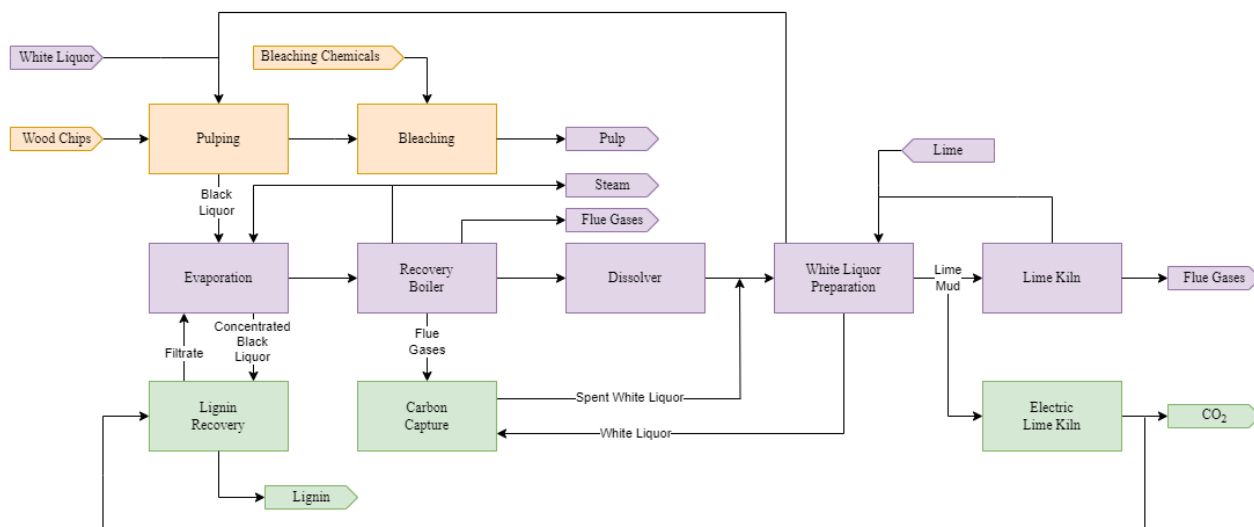 White Liquor
Bleaching Chemicals
Wood Chips
Pulping
Bleaching
Pulp
Lime
Black
Liquor
Steam
Flue Gases
Evaporation
Recovery
Boiler
Dissolver
White Liquor
Preparation
Lime
Mud
Lime Kiln
Flue Gases
Filtrate
Concentrated
Black
Liquor
Flue
Gases
Lignin
Recovery
Carbon
Capture
Spent White Liquor
White Liquor
Electric
Lime Kiln
CO₂
Lignin